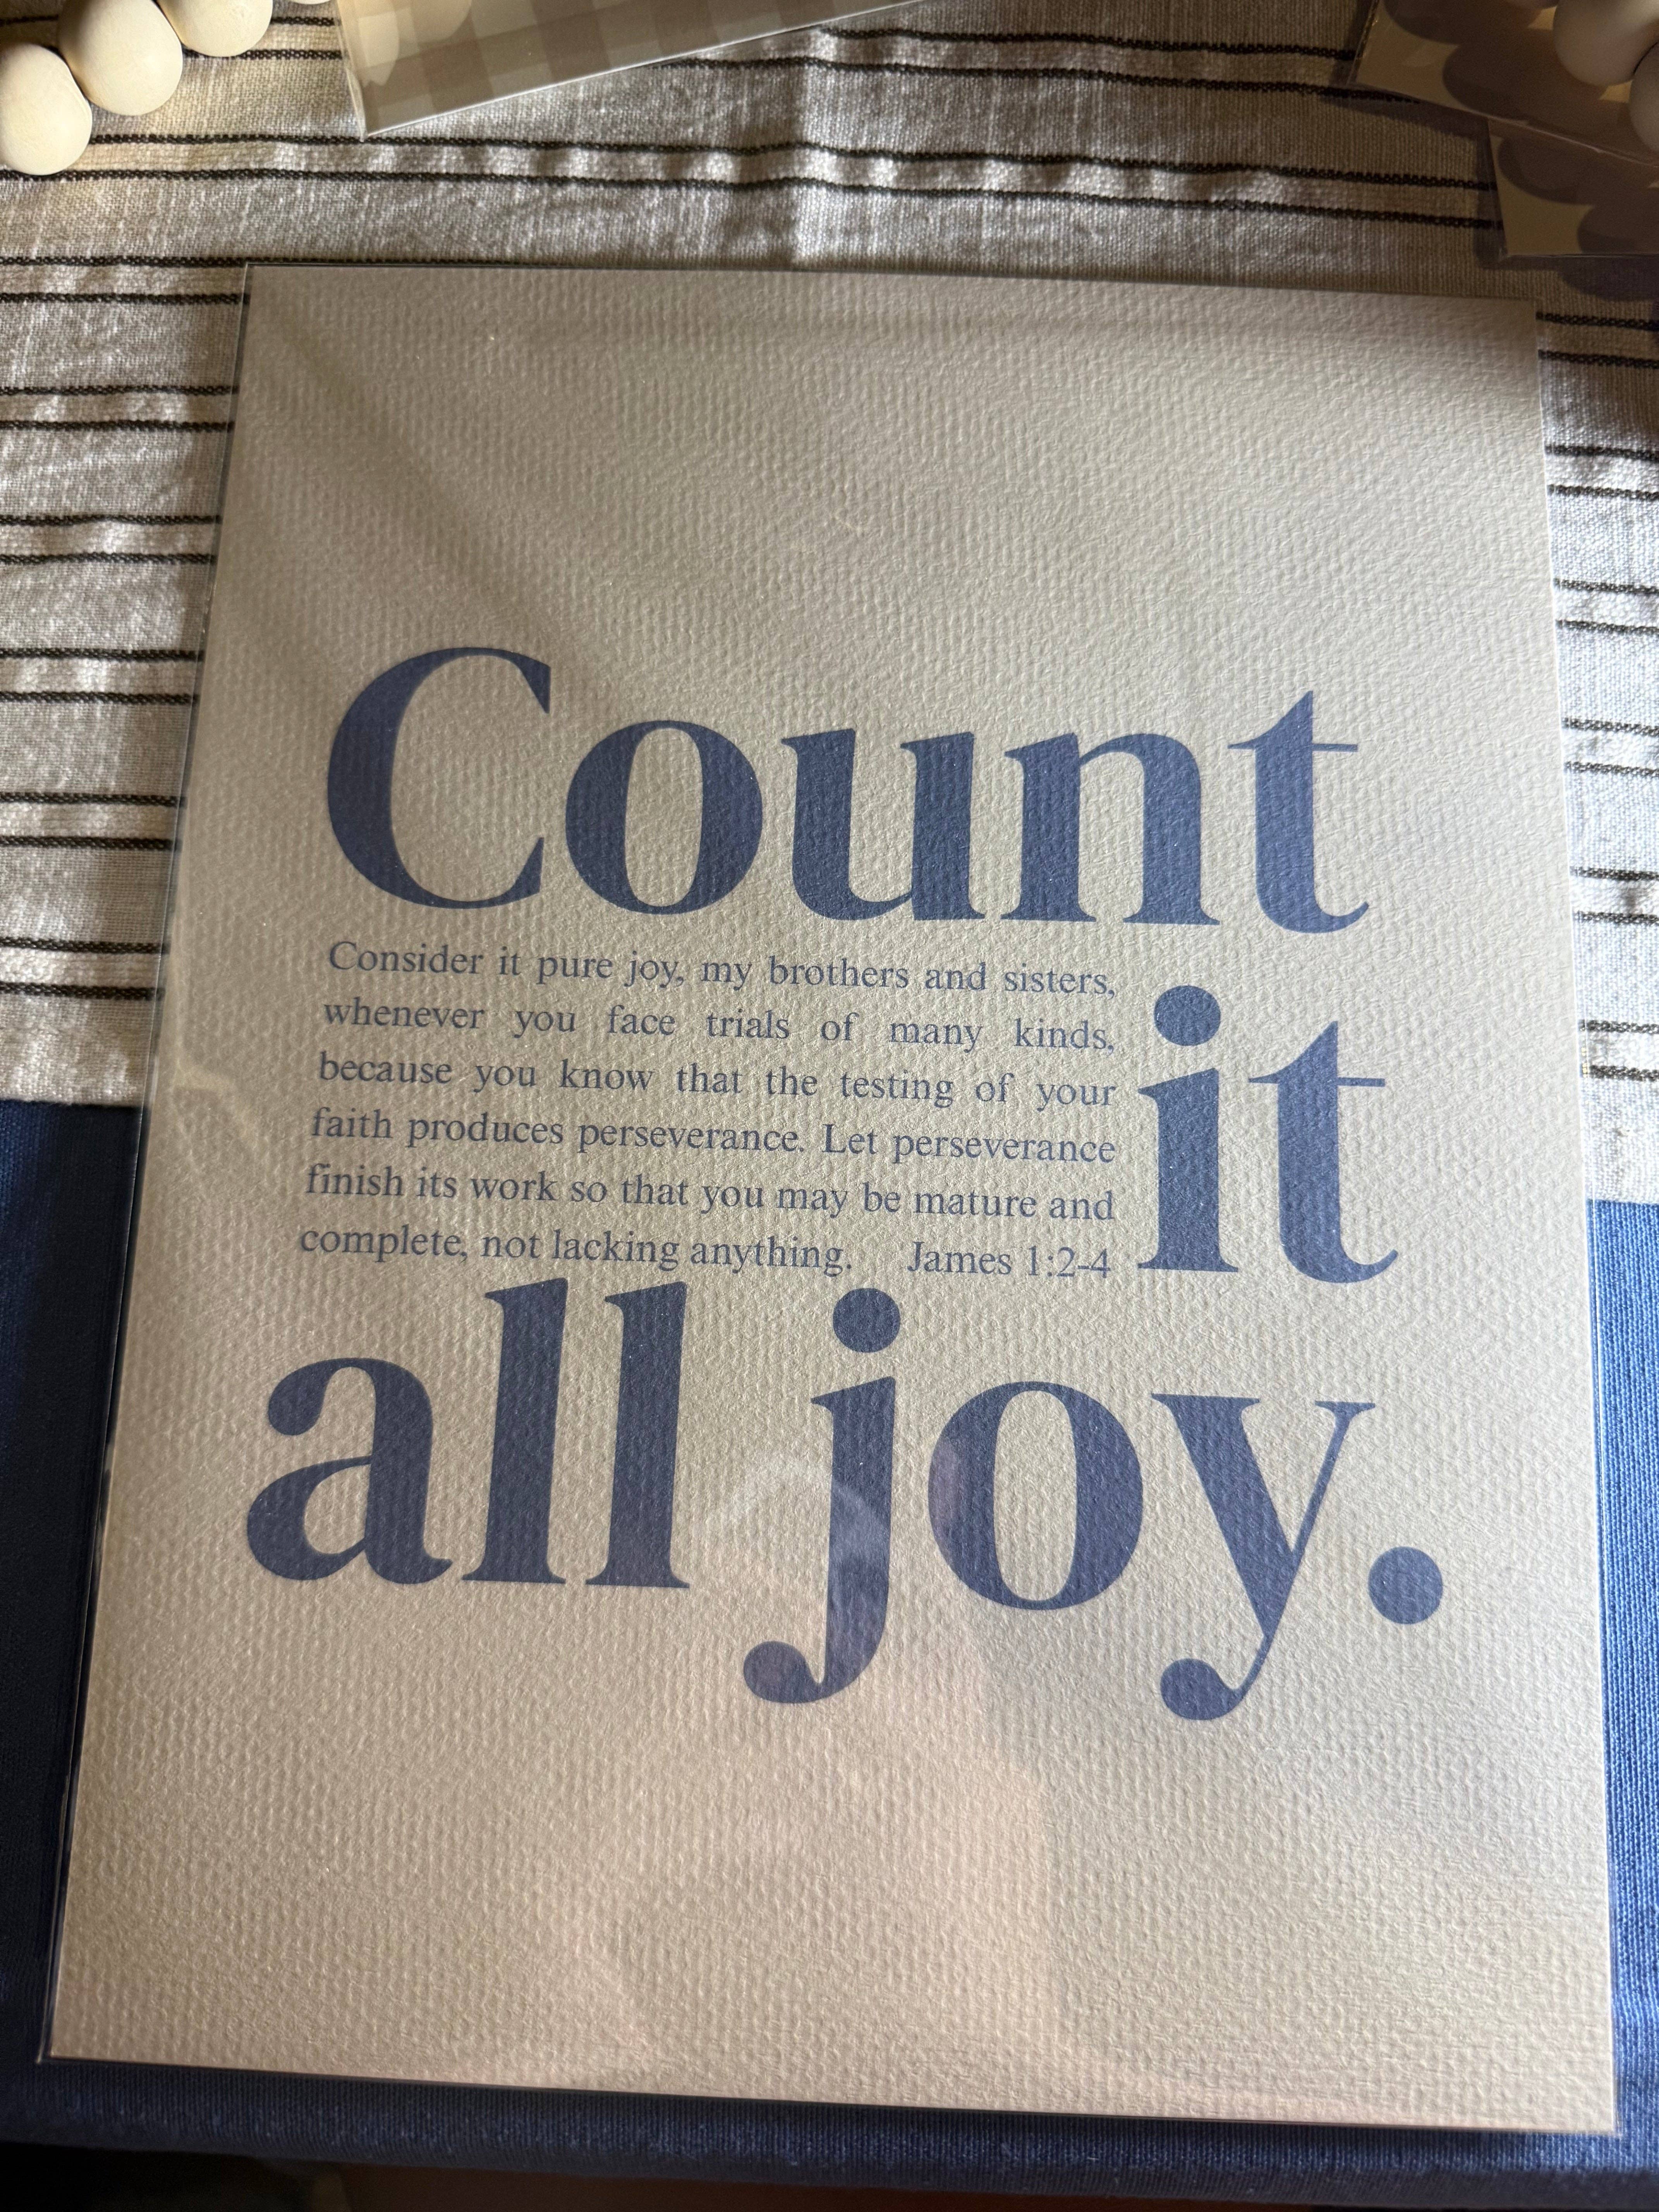 Count
Consider it pure joy, my brothers and sisters,
whenever you face trials of many kinds,
because you know that the testing of your
faith produces perseverance. Let perseverance
finish its work so that you may be mature and
complete, not lacking anything. James 1:2-4
it
all joy.